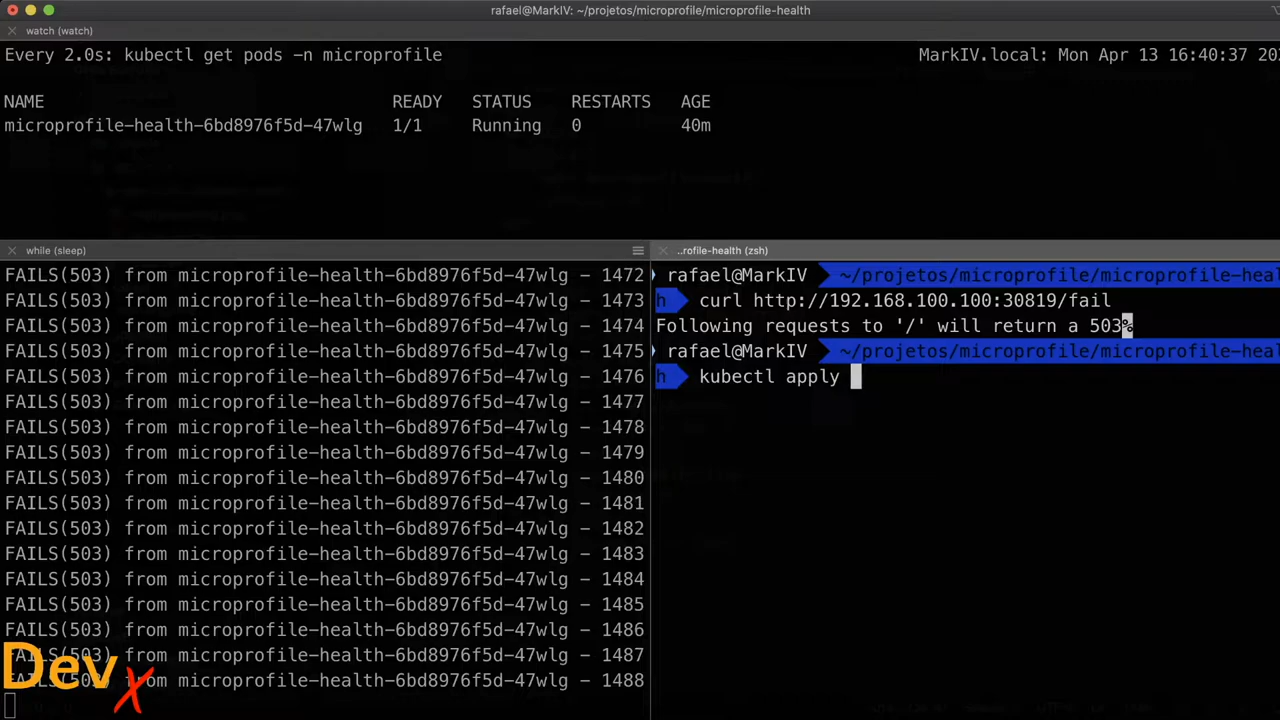 rafael@MarkIV: ~/projetos/microprofile/microprofile-health
watch (watch)
Every 2.0s: kubectl get pods -n microprofile
MarkIV.local: Mon Apr 13 16:40:37 202
NAME READY STATUS RESTARTS AGE
microprofile-health-6bd8976f5d-47wlg 1/1 Running 0 40m
while (sleep)
FAILS(503) from microprofile-health-6bd8976f5d-47wlg - 1472
FAILS(503) from microprofile-health-6bd8976f5d-47wlg - 1473
FAILS(503) from microprofile-health-6bd8976f5d-47wlg - 1474
FAILS(503) from microprofile-health-6bd8976f5d-47wlg - 1475
FAILS(503) from microprofile-health-6bd8976f5d-47wlg - 1476
FAILS(503) from microprofile-health-6bd8976f5d-47wlg - 1477
FAILS(503) from microprofile-health-6bd8976f5d-47wlg - 1478
FAILS(503) from microprofile-health-6bd8976f5d-47wlg - 1479
FAILS(503) from microprofile-health-6bd8976f5d-47wlg - 1480
FAILS(503) from microprofile-health-6bd8976f5d-47wlg - 1481
FAILS(503) from microprofile-health-6bd8976f5d-47wlg - 1482
FAILS(503) from microprofile-health-6bd8976f5d-47wlg - 1483
FAILS(503) from microprofile-health-6bd8976f5d-47wlg - 1484
FAILS(503) from microprofile-health-6bd8976f5d-47wlg - 1485
FAILS(503) from microprofile-health-6bd8976f5d-47wlg - 1486
FAILS(503) from microprofile-health-6bd8976f5d-47wlg - 1487
FAILS(503) from microprofile-health-6bd8976f5d-47wlg - 1488
Dev x
..rofile-health (zsh)
rafael@MarkIV ~/projetos/microprofile/microprofile-heal
h curl http://192.168.100.100:30819/fail
Following requests to '/' will return a 503%
rafael@MarkIV ~/projetos/microprofile/microprofile-heal
h kubectl apply